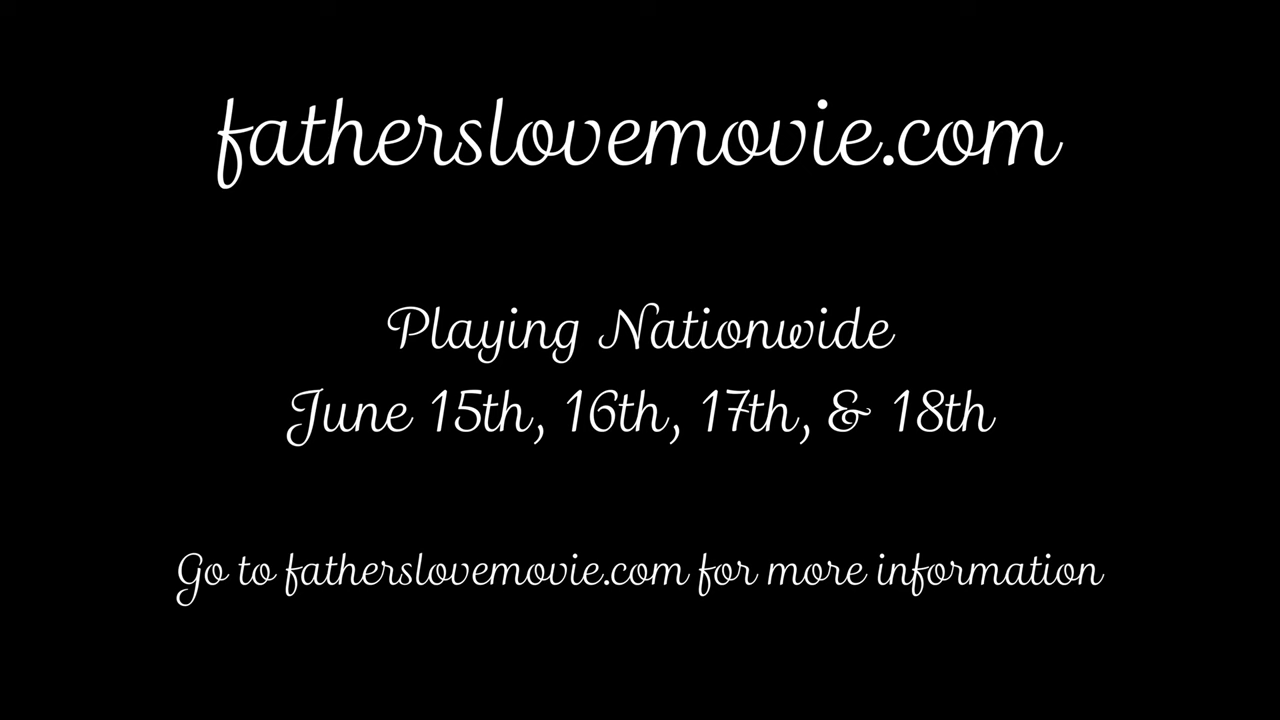 fatherslovemovie.com
Playing Nationwide
June 15th, 16th, 17th, & 18th
Go to fatherslovemovie.com for more information